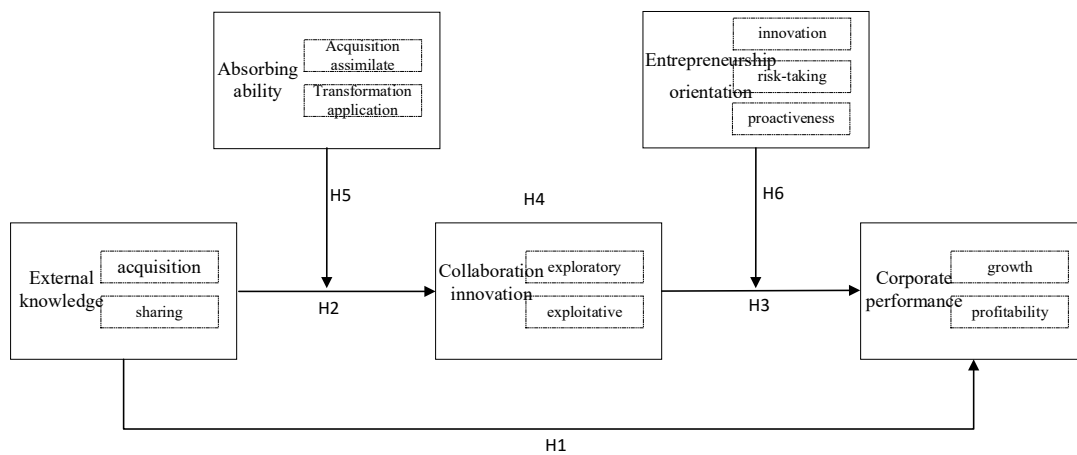 Absorbing
ability
Acquisition
assimilate
Transformation
application
Entrepreneurship
orientation
innovation
risk-taking
proactiveness
H5
H4
H6
External
knowledge
acquisition
sharing
H2
Collaboration
innovation
exploratory
exploitative
H3
Corporate
performance
growth
profitability
H1